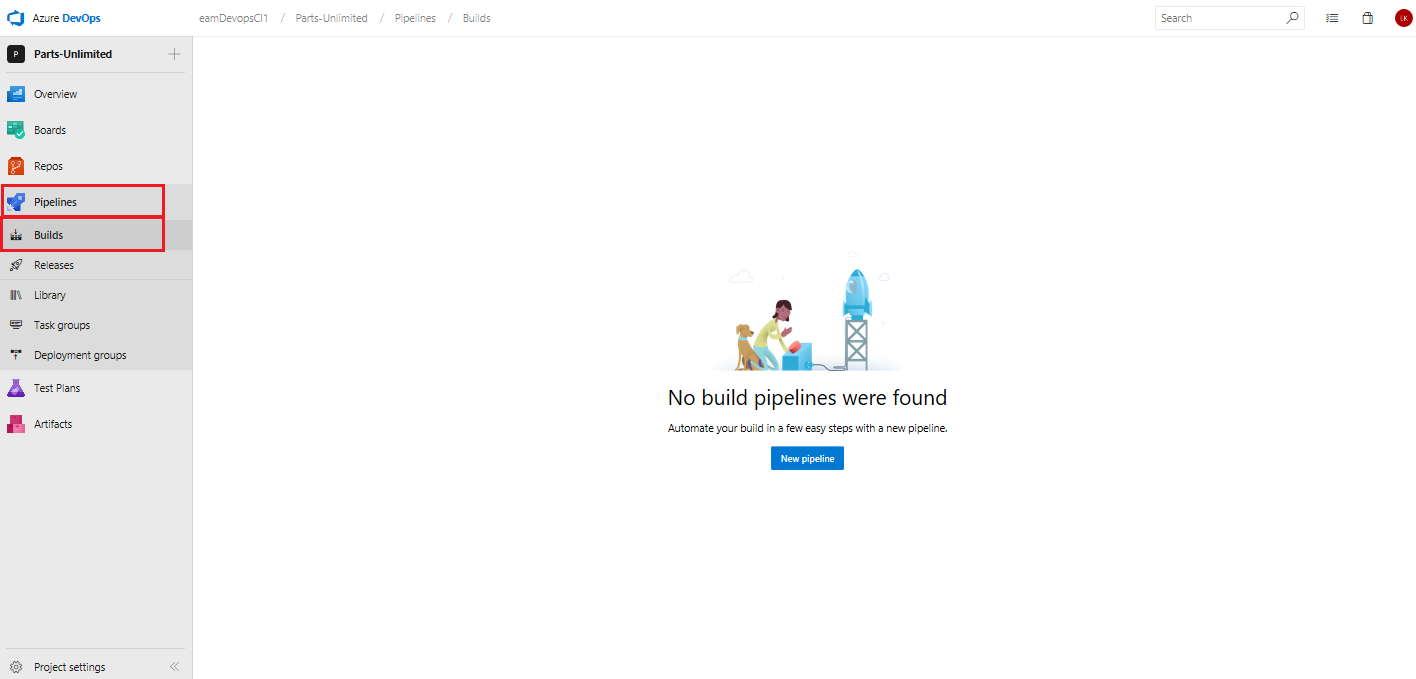 Azure DevOps
eamDevopsCI1 / Parts-Unlimited / Pipelines / Builds
Search
EK
P
Parts-Unlimited
Overview
Boards
Repos
Pipelines
Builds
Releases
Library
Task groups
Deployment groups
Test Plans
Artifacts
No build pipelines were found
Automate your build in a few easy steps with a new pipeline.
New pipeline
Project settings